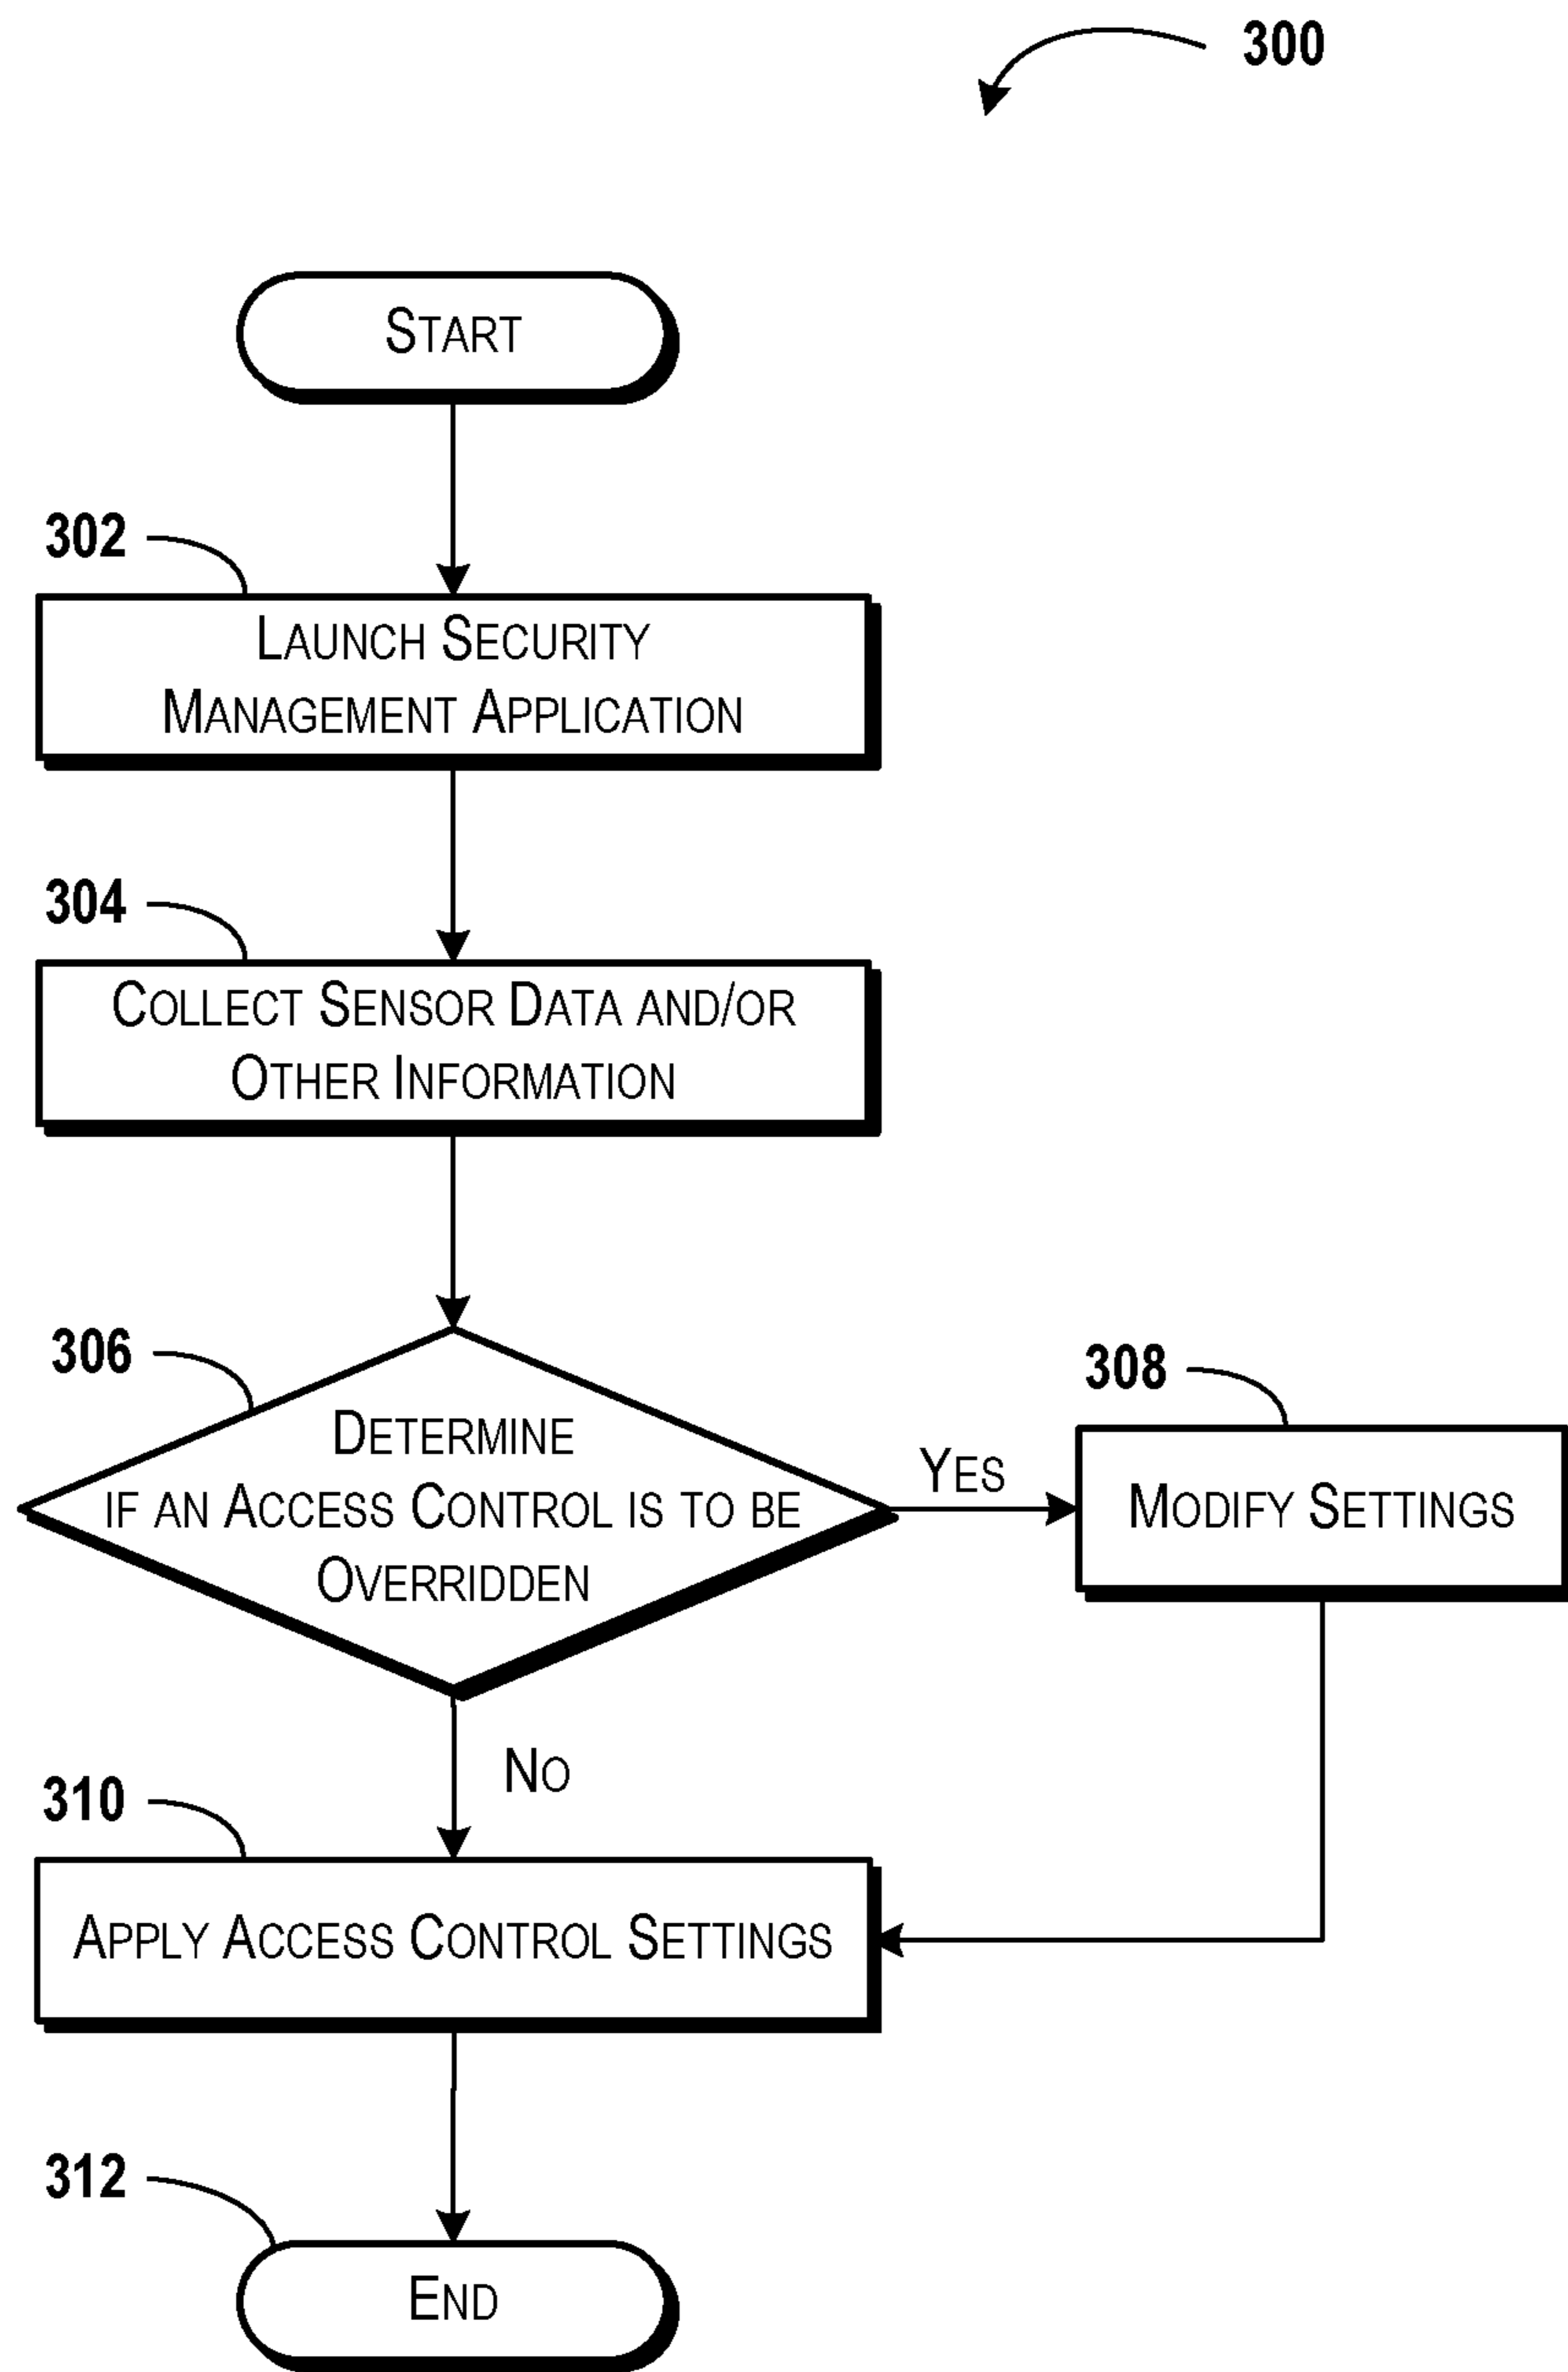 300
START
302
LAUNCH SECURITY
MANAGEMENT APPLICATION
304
COLLECT SENSOR DATA AND/OR
OTHER INFORMATION
306
DETERMINE
IF AN ACCESS CONTROL IS TO BE
OVERRIDDEN
YES
308
MODIFY SETTINGS
NO
310
APPLY ACCESS CONTROL SETTINGS
312
END